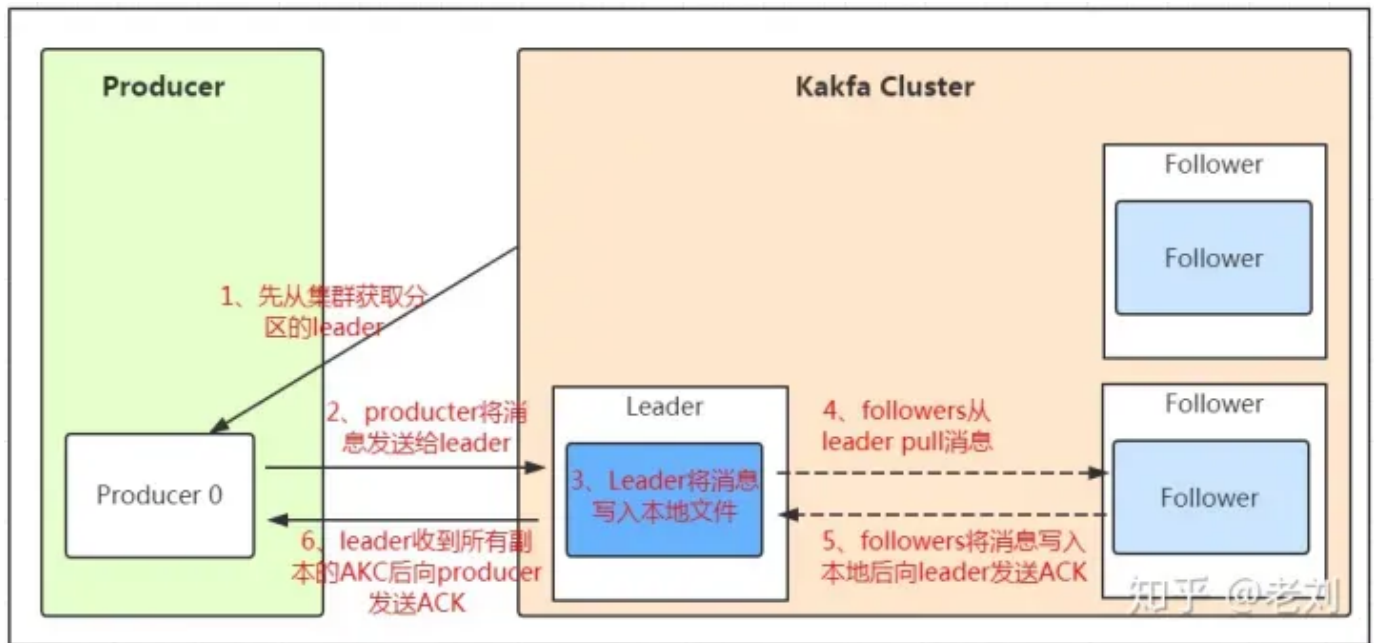 Producer
Kakfa Cluster
Follower
Follower
1、先从集群获取分
区的leader
2、producter将消
息发送给leader
Leader
4、followers从
leader pull消息
Follower
Producer 0
3、Leader将消息
写入本地文件
Follower
6、leader收到所有副
本的AKC后向producer
发送ACK
5、followers将消息写入
本地后向leader发送ACK
知乎 @老刘